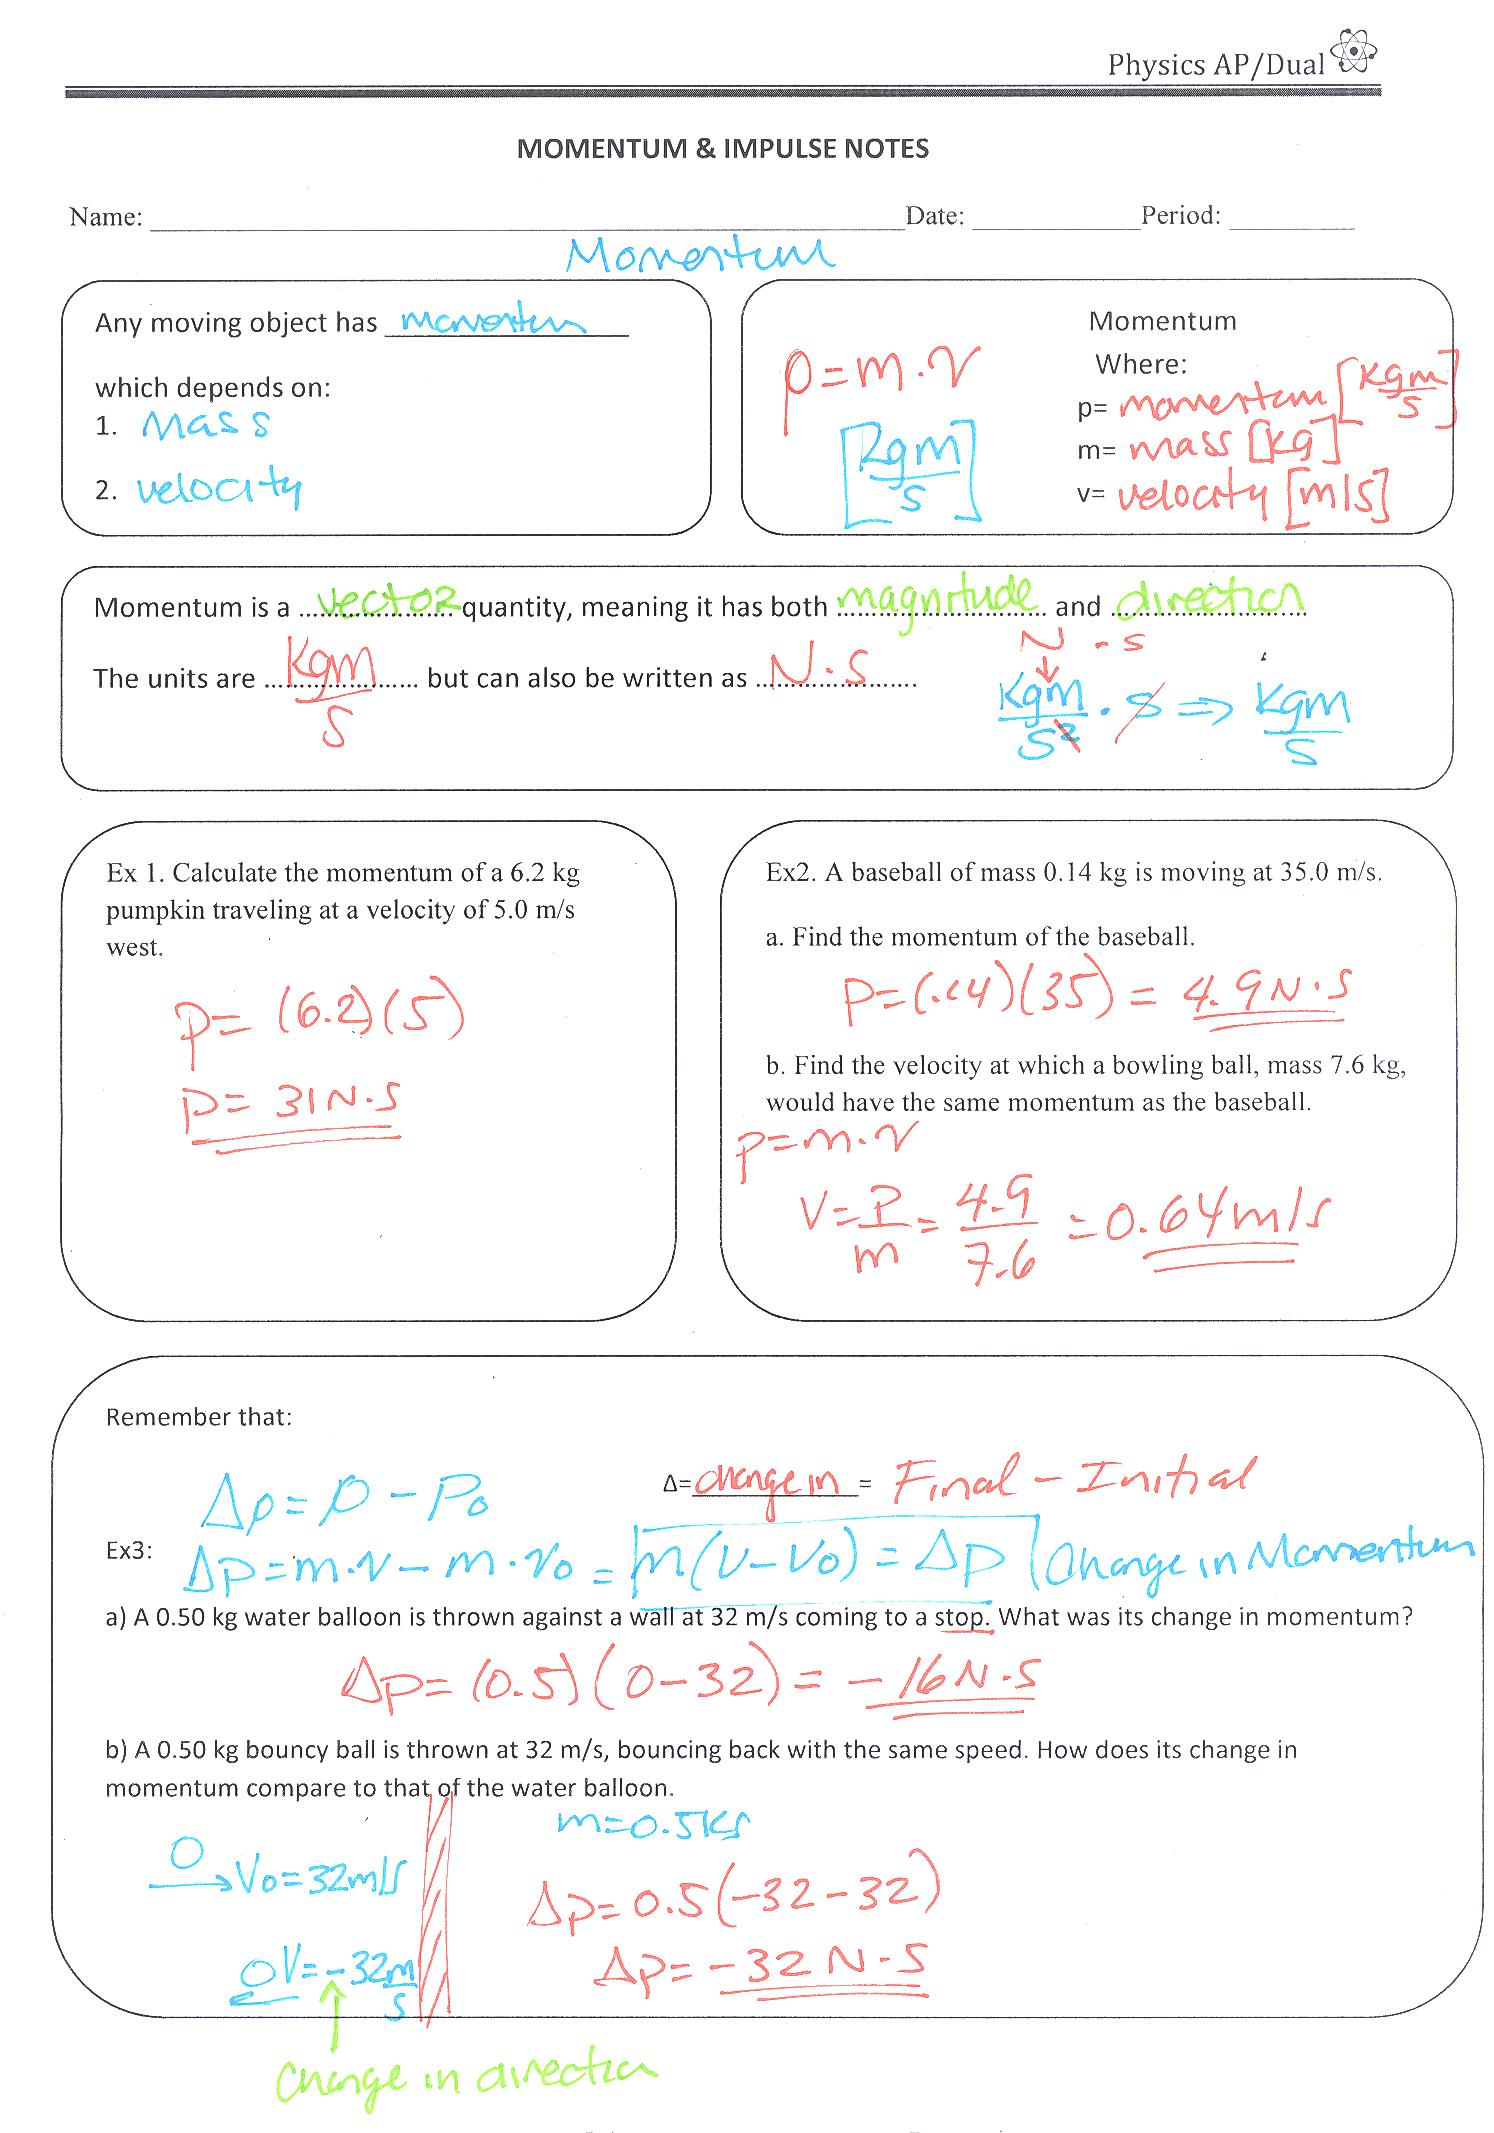 Physics AP/Dual
MOMENTUM & IMPULSE NOTES
Name: Date: Period:
Momentum
Any moving object has momentum
which depends on:
1. Mass
2. velocity
p = m · v
[kgm/s]
Momentum
Where:
p= momentum [kgm/s]
m= mass [kg]
v= velocity [m/s]
Momentum is a vector quantity, meaning it has both magnitude and direction
The units are kgm/s but can also be written as N·s
N · s
kgm/s² · s ⇒ kgm/s
Ex 1. Calculate the momentum of a 6.2 kg
pumpkin traveling at a velocity of 5.0 m/s
west.
p= (6.2)(5)
p= 31 N·s
Ex2. A baseball of mass 0.14 kg is moving at 35.0 m/s.
a. Find the momentum of the baseball.
p=(.14)(35) = 4.9 N·s
b. Find the velocity at which a bowling ball, mass 7.6 kg,
would have the same momentum as the baseball.
p=m·v
v=p/m = 4.9/7.6 = 0.64 m/s
Remember that:
Δp = p - p₀
Δ= change in = Final - Initial
Ex3: Δp = m·v - m·v₀ = m(v-v₀) = Δp Change in Momentum
a) A 0.50 kg water balloon is thrown against a wall at 32 m/s coming to a stop. What was its change in momentum?
Δp= (0.5)(0-32) = -16 N·s
b) A 0.50 kg bouncy ball is thrown at 32 m/s, bouncing back with the same speed. How does its change in
momentum compare to that of the water balloon.
m=0.5kg
v₀=32m/s
Δp= 0.5(-32-32)
v=-32m/s
Δp= -32 N·s
Change in direction